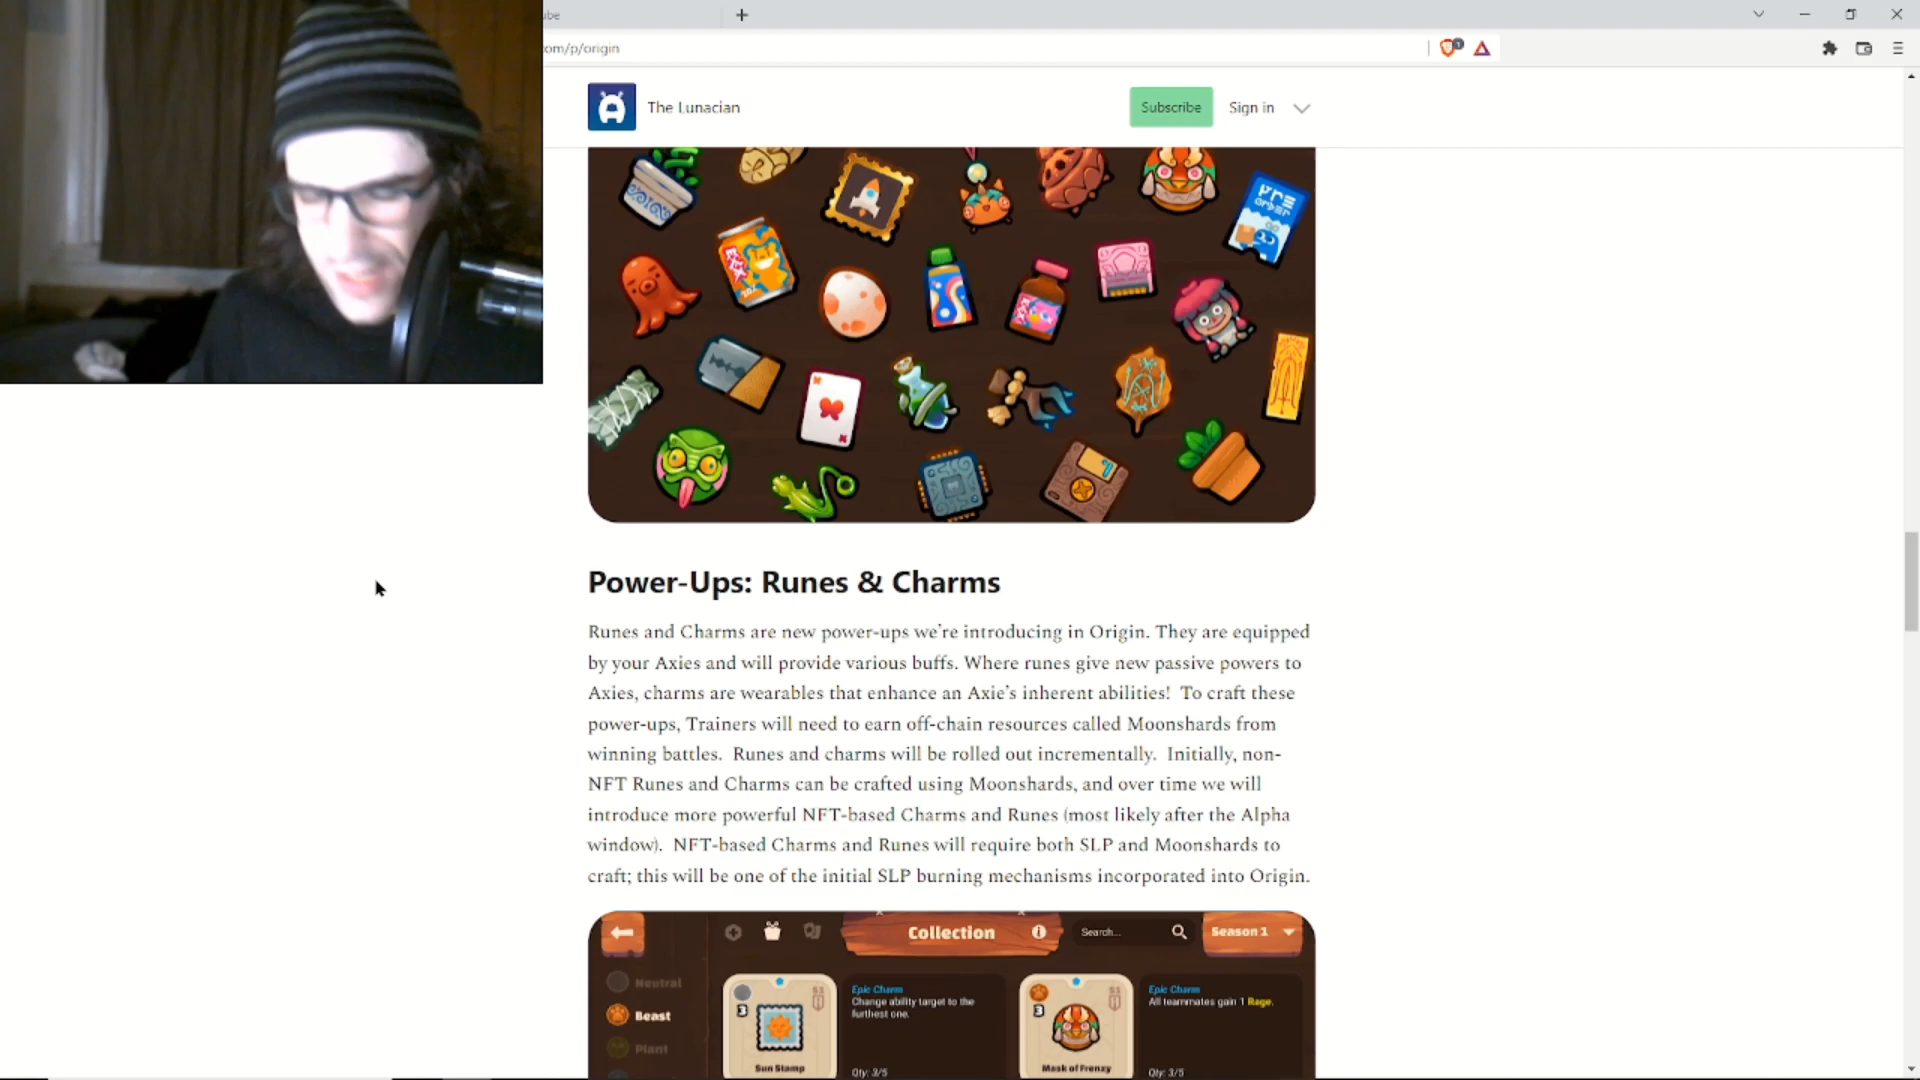 ube
om/p/origin
1
The Lunacian
Subscribe
Sign in
PRE
ORDER
Power-Ups: Runes & Charms
Runes and Charms are new power-ups we're introducing in Origin. They are equipped
by your Axies and will provide various buffs. Where runes give new passive powers to
Axies, charms are wearables that enhance an Axie's inherent abilities! To craft these
power-ups, Trainers will need to earn off-chain resources called Moonshards from
winning battles. Runes and charms will be rolled out incrementally. Initially, non-
NFT Runes and Charms can be crafted using Moonshards, and over time we will
introduce more powerful NFT-based Charms and Runes (most likely after the Alpha
window). NFT-based Charms and Runes will require both SLP and Moonshards to
craft; this will be one of the initial SLP burning mechanisms incorporated into Origin.
Collection
Search...
Season 1
Neutral
Beast
Plant
3
S1
Sun Stamp
Epic Charm
Change ability target to the
furthest one.
Qty: 3/5
3
S1
Mask of Frenzy
Epic Charm
All teammates gain 1 Rage.
Qty: 3/5